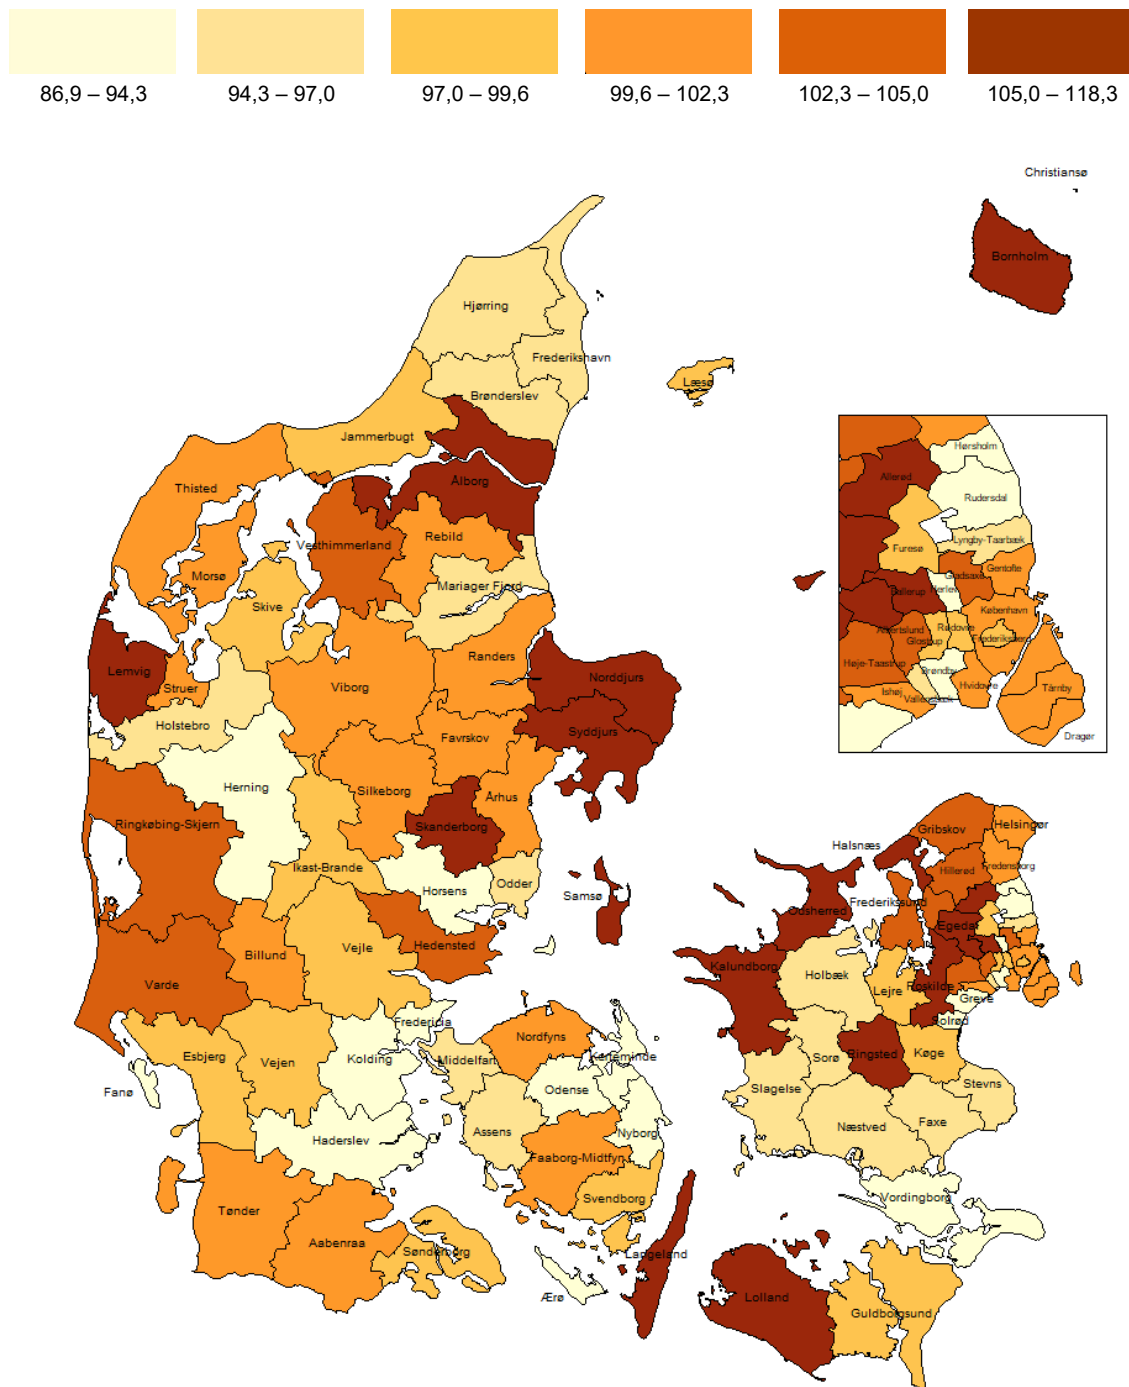 86,9 – 94,3
94,3 – 97,0
97,0 – 99,6
99,6 – 102,3
102,3 – 105,0
105,0 – 118,3
Christiansø
Bornholm
Hjørring
Frederikshavn
Læsø
Brønderslev
Jammerbugt
Ålborg
Thisted
Vesthimmerland
Rebild
Morsø
Mariager Fjord
Skive
Lemvig
Struer
Viborg
Randers
Norddjurs
Holstebro
Favrskov
Syddjurs
Herning
Silkeborg
Århus
Ringkøbing-Skjern
Skanderborg
Ikast-Brande
Horsens
Odder
Samsø
Hedensted
Vejle
Billund
Varde
Fredericia
Esbjerg
Vejen
Kolding
Fanø
Haderslev
Tønder
Aabenraa
Sønderborg
Middelfart
Nordfyns
Kerteminde
Odense
Assens
Nyborg
Faaborg-Midtfyn
Svendborg
Langeland
Ærø
Hørsholm
Allerød
Rudersdal
Furesø
Lyngby-Taarbæk
Gladsaxe
Gentofte
Ballerup
Herlev
København
Albertslund
Glostrup
Rødovre
Frederiksberg
Høje-Taastrup
Brøndby
Hvidovre
Tårnby
Ishøj
Vallensbæk
Dragør
Gribskov
Helsingør
Halsnæs
Hillerød
Fredensborg
Odsherred
Frederikssund
Egedal
Kalundborg
Holbæk
Lejre
Roskilde
Greve
Solrød
Sorø
Ringsted
Køge
Slagelse
Stevns
Næstved
Faxe
Vordingborg
Lolland
Guldborgsund